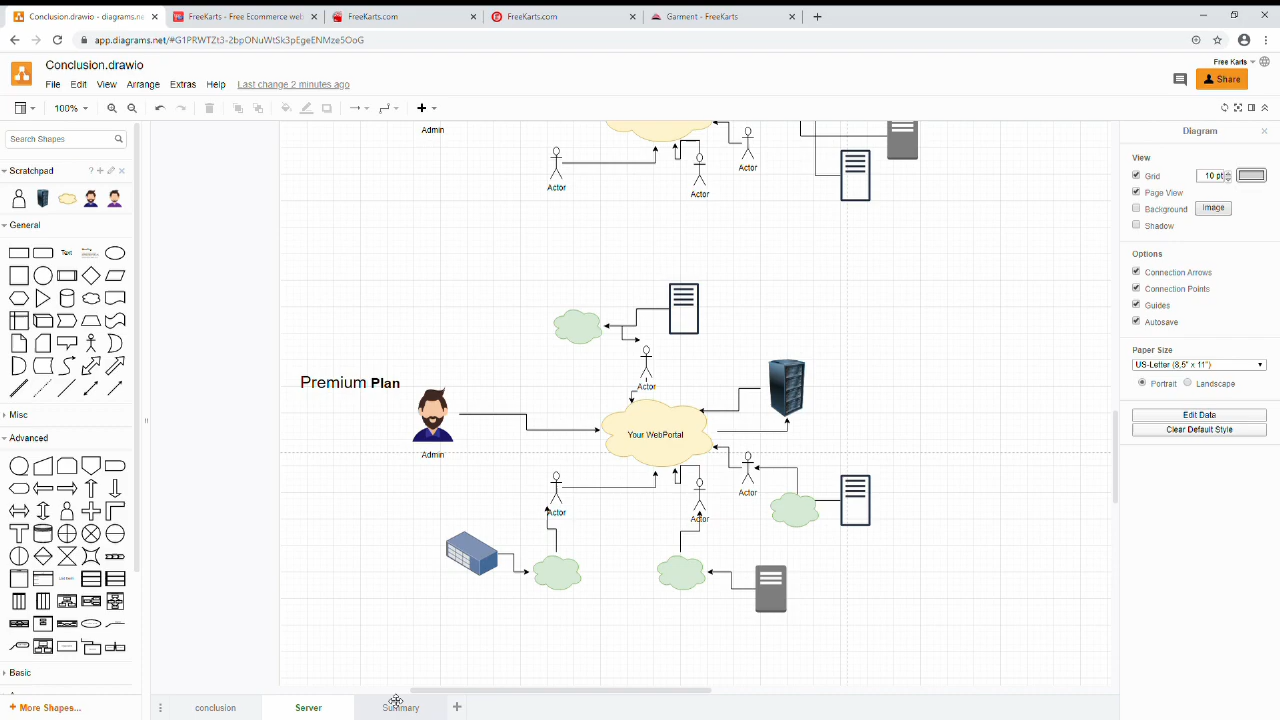 Conclusion.drawio - diagrams.ne
FreeKarts - Free Ecommerce web
FreeKarts.com
FreeKarts.com
Garment - FreeKarts
app.diagrams.net/#G1PRWTZt3-2bpONuWtSk3pEgeENMze5OoG
Conclusion.drawio
Free Karts
File Edit View Arrange Extras Help Last change 2 minutes ago
Share
100%
Search Shapes
Scratchpad
General
Text
Misc
Advanced
Basic
+ More Shapes...
Admin
Actor
Actor
Actor
Premium Plan
Admin
Actor
Your WebPortal
Actor
Actor
Actor
Diagram
View
Grid
10 pt
Page View
Background
Image
Shadow
Options
Connection Arrows
Connection Points
Guides
Autosave
Paper Size
US-Letter (8,5" x 11")
Portrait
Landscape
Edit Data
Clear Default Style
conclusion
Server
Summary